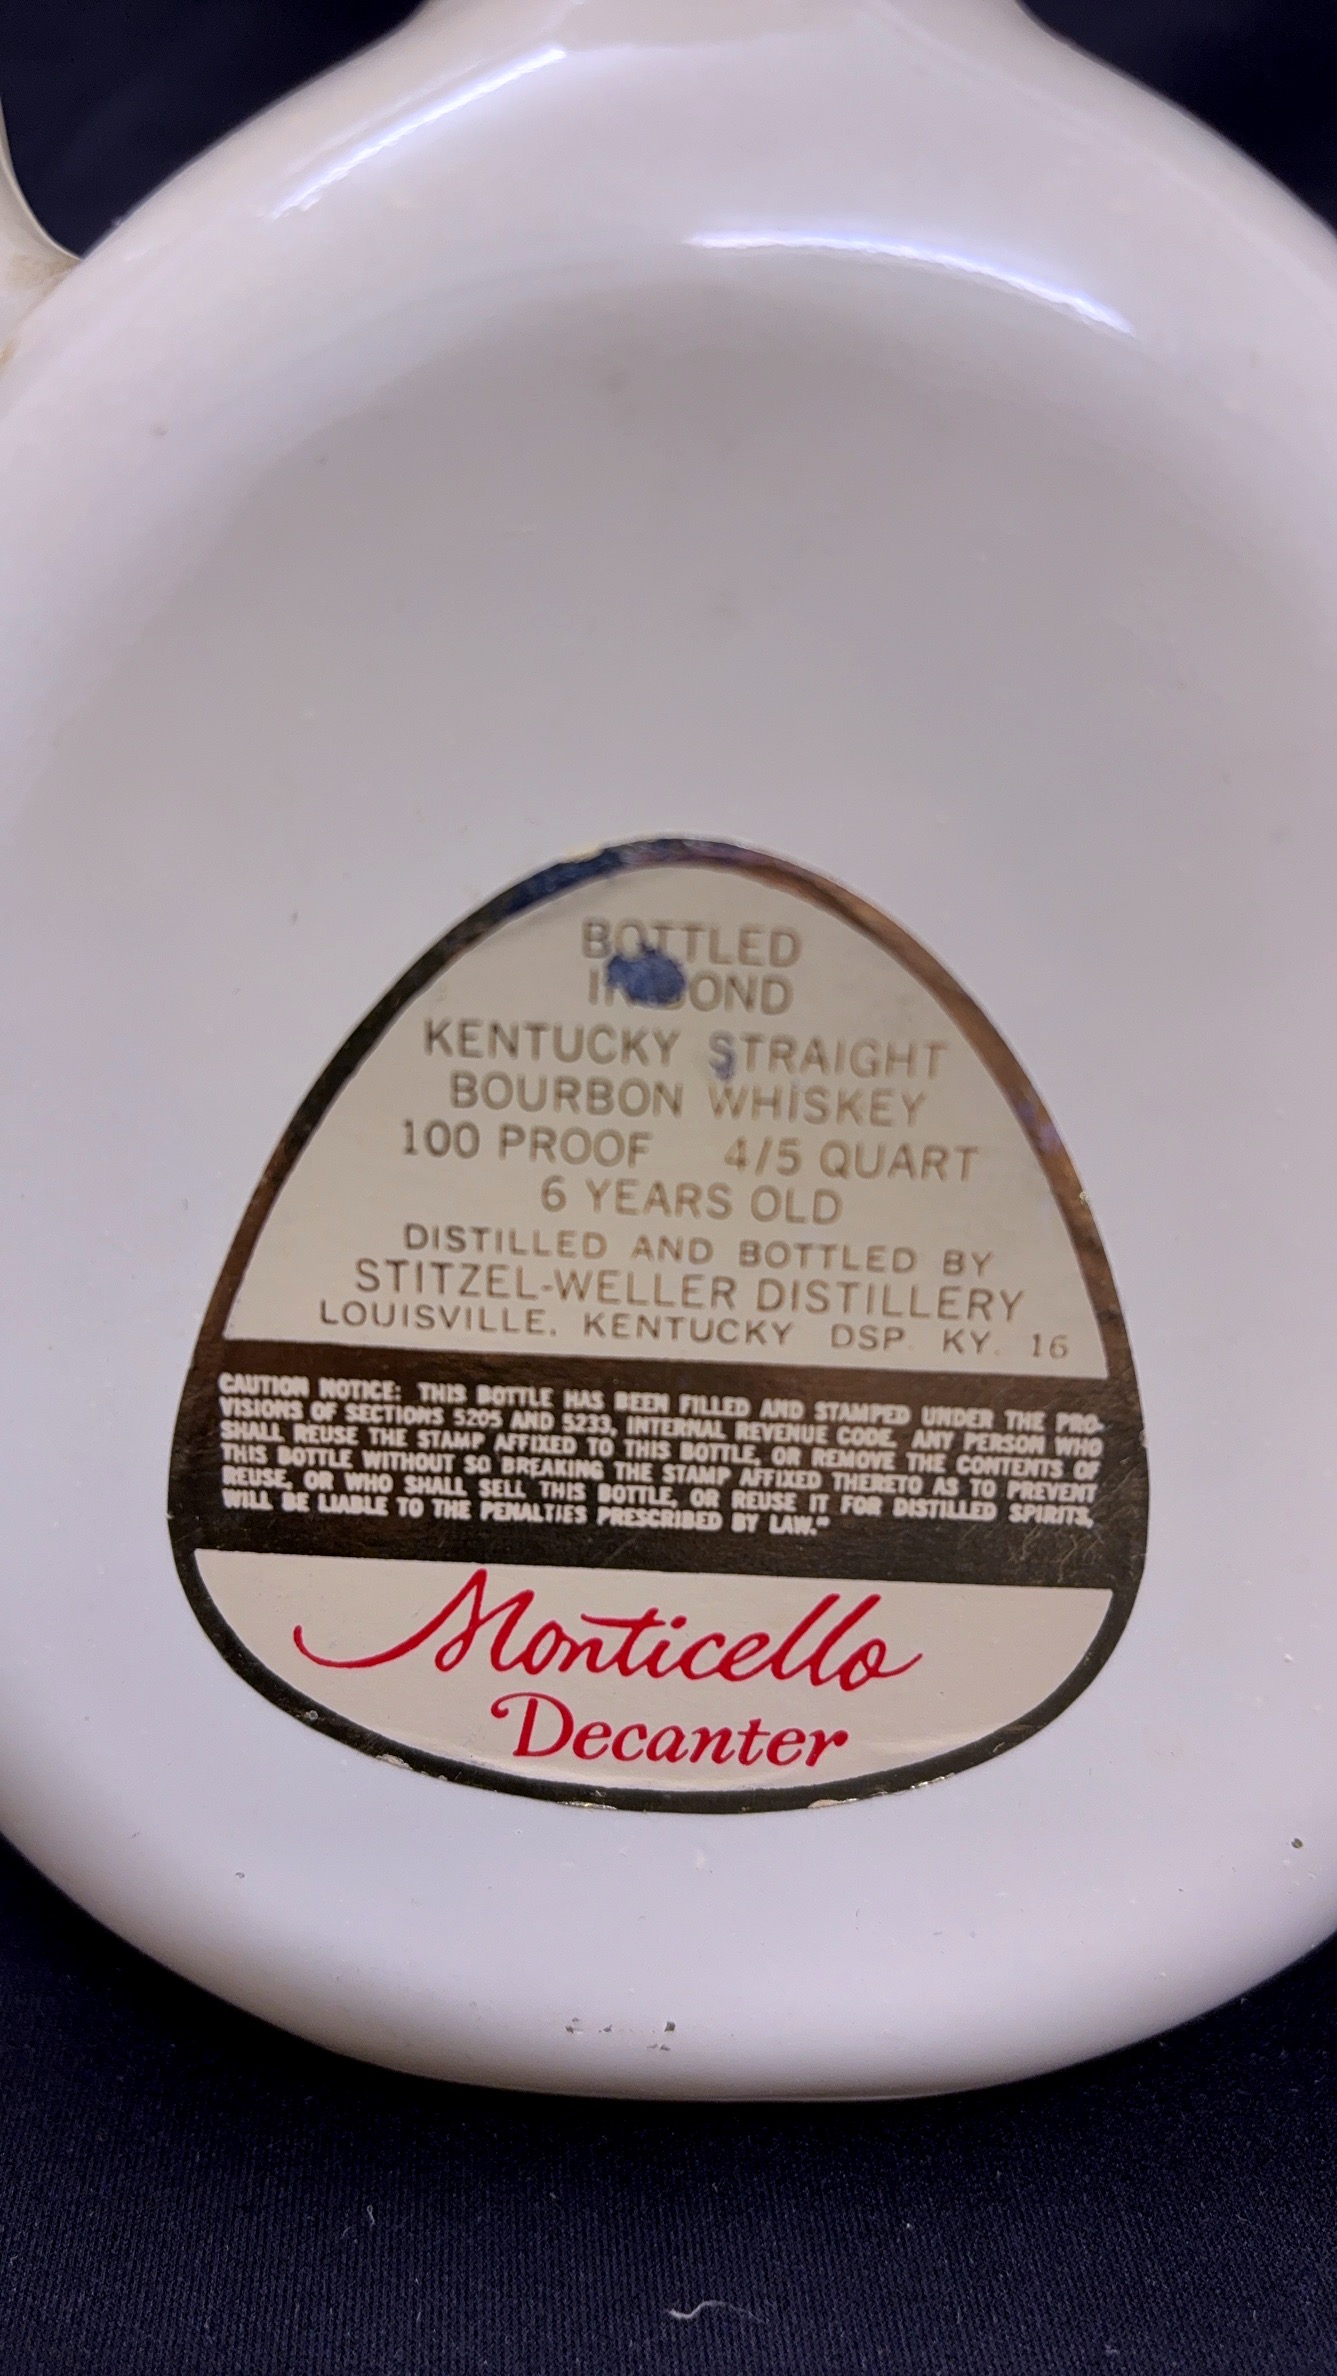 BOTTLED
IN BOND
KENTUCKY STRAIGHT
BOURBON WHISKEY
100 PROOF 4/5 QUART
6 YEARS OLD
DISTILLED AND BOTTLED BY
STITZEL-WELLER DISTILLERY
LOUISVILLE, KENTUCKY DSP. KY. 16
CAUTION NOTICE: THIS BOTTLE HAS BEEN FILLED AND STAMPED UNDER THE PRO-
VISIONS OF SECTIONS 5205 AND 5233, INTERNAL REVENUE CODE. ANY PERSON WHO
SHALL REUSE THE STAMP AFFIXED TO THIS BOTTLE, OR REMOVE THE CONTENTS OF
THIS BOTTLE WITHOUT SO BREAKING THE STAMP AFFIXED THERETO AS TO PREVENT
REUSE, OR WHO SHALL SELL THIS BOTTLE, OR REUSE IT FOR DISTILLED SPIRITS,
WILL BE LIABLE TO THE PENALTIES PRESCRIBED BY LAW."
Monticello
Decanter